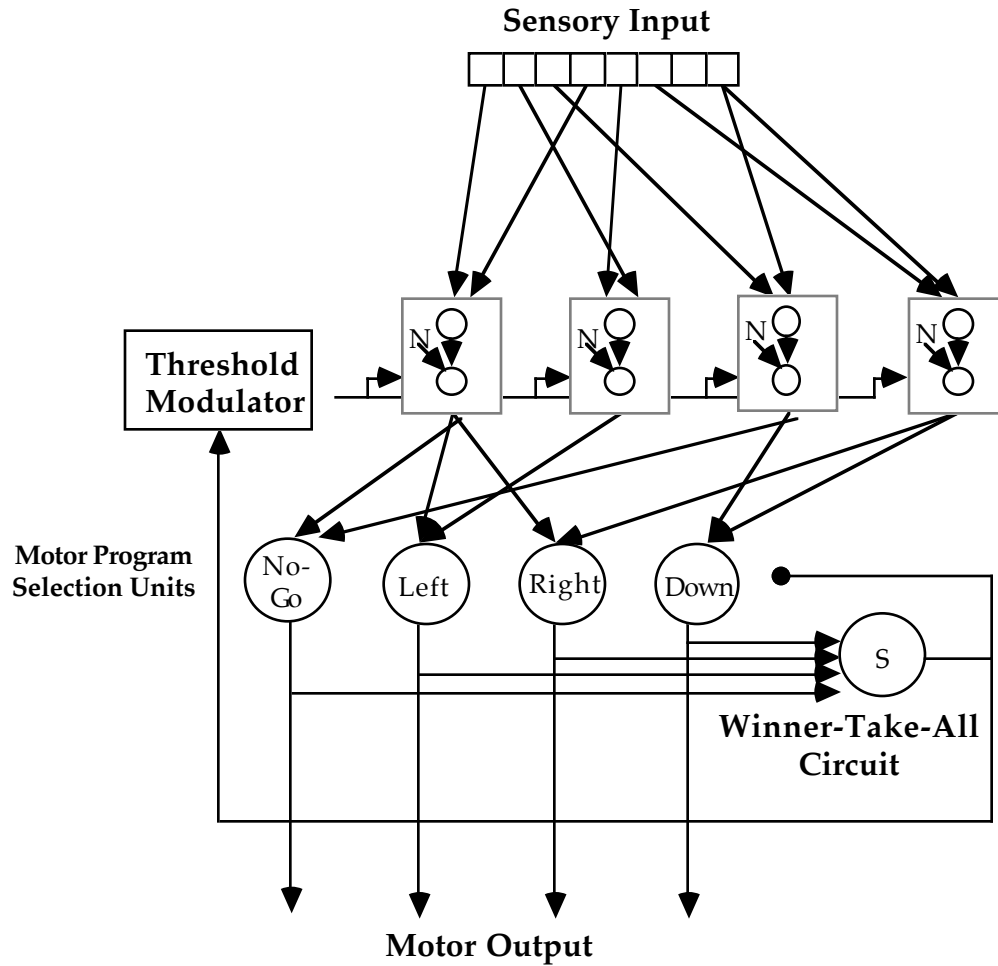 Sensory Input
N
N
N
N
Threshold
Modulator
Motor Program
Selection Units
No-
Go
Left
Right
Down
S
Winner-Take-All
Circuit
Motor Output